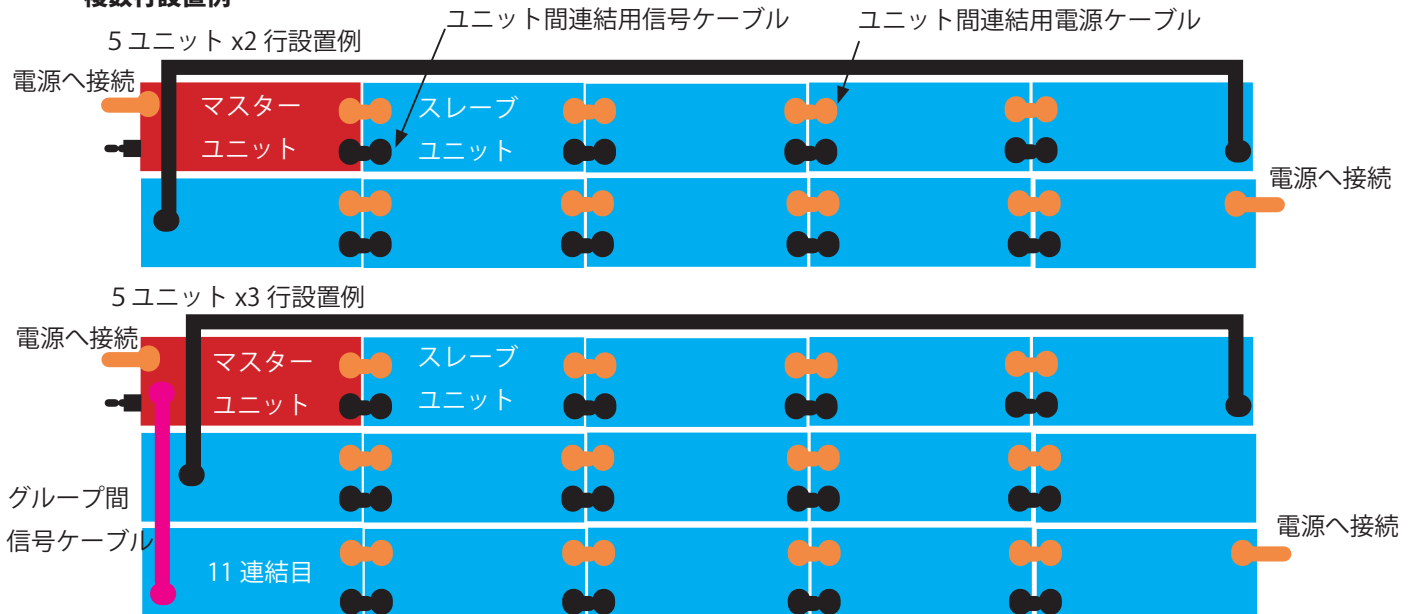 複数行設置例
ユニット間連結用信号ケーブル
ユニット間連結用電源ケーブル
5 ユニット x2 行設置例
電源へ接続
マスター
ユニット
スレーブ
ユニット
電源へ接続
5 ユニット x3 行設置例
電源へ接続
マスター
ユニット
スレーブ
ユニット
グループ間
信号ケーブル
11 連結目
電源へ接続